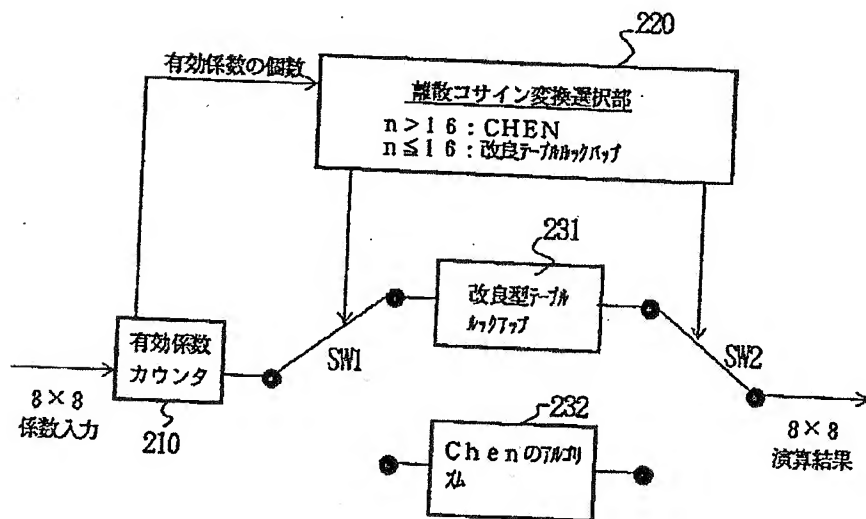 220
有効係数の個数
離散コサイン変換選択部
n>16:CHEN
n≦16:改良テーブルルックバップ
231
改良型テーブル
ルックアップ
有効係数
カウンタ
SW1
SW2
8×8
係数入力
210
232
Chenのアルゴリ
ズム
8×8
演算結果